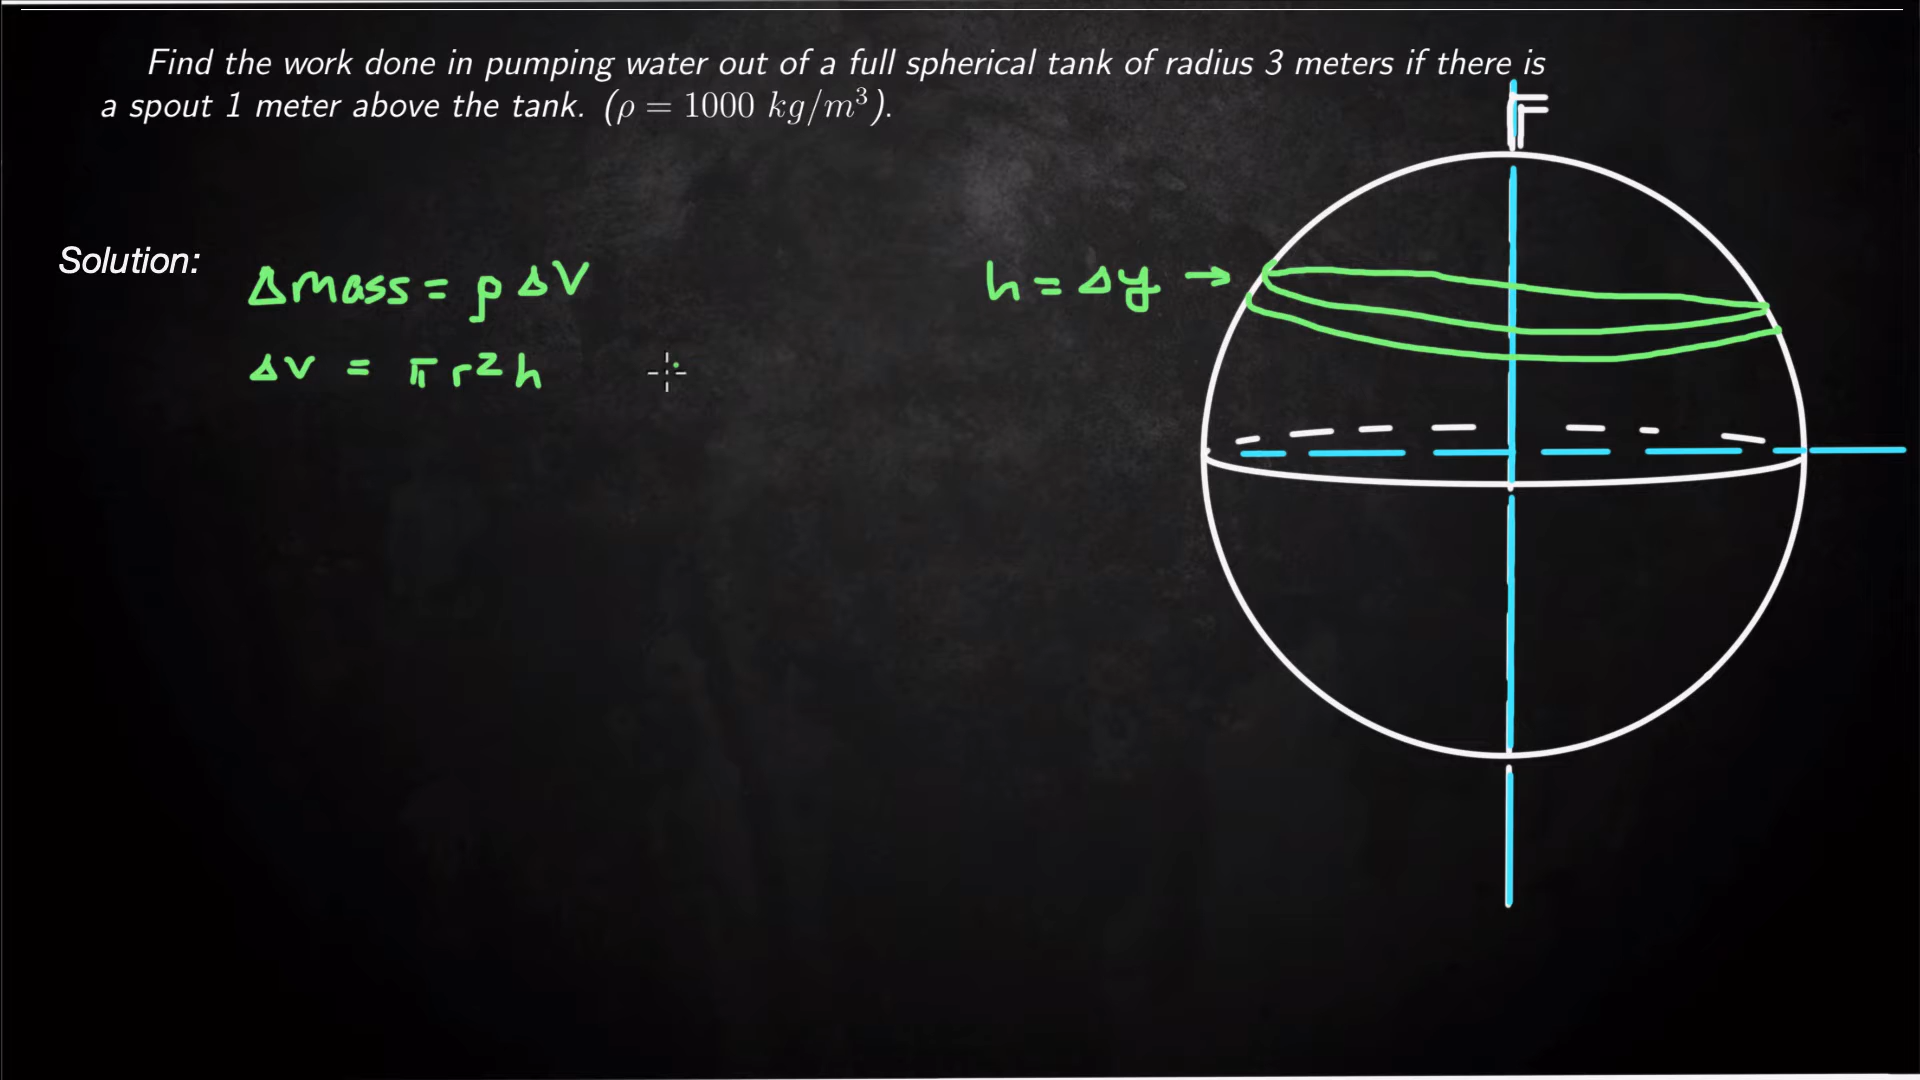 Find the work done in pumping water out of a full spherical tank of radius 3 meters if there is
a spout 1 meter above the tank. (ρ = 1000 kg/m³).
Solution:
Δmass = ρ ΔV
h = Δy →
ΔV = πr²h